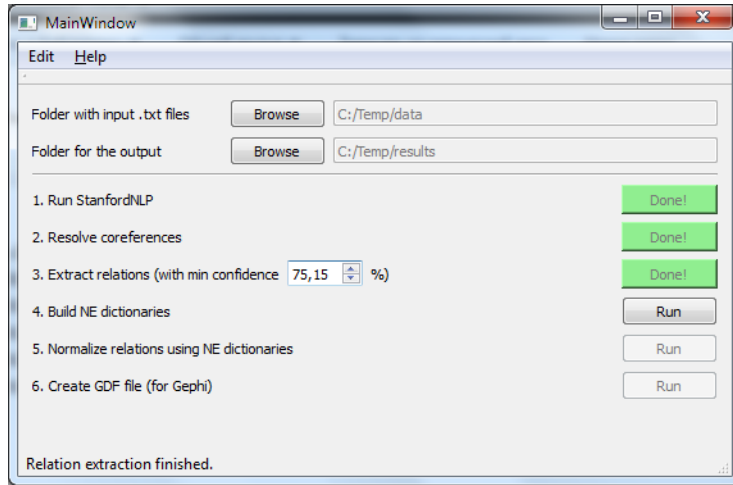 MainWindow
Edit Help
Folder with input .txt files Browse C:/Temp/data
Folder for the output Browse C:/Temp/results
1. Run StanfordNLP Done!
2. Resolve coreferences Done!
3. Extract relations (with min confidence 75,15 %) Done!
4. Build NE dictionaries Run
5. Normalize relations using NE dictionaries Run
6. Create GDF file (for Gephi) Run
Relation extraction finished.